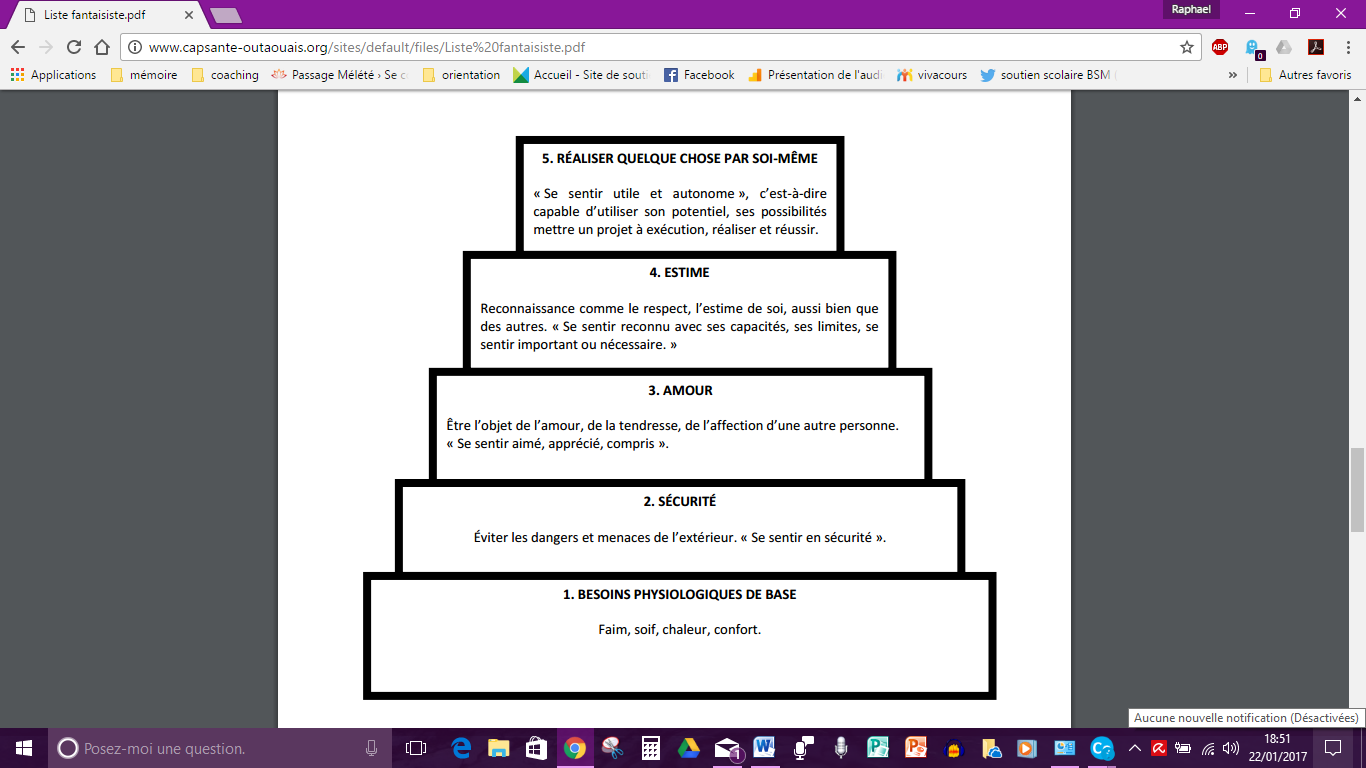 Liste fantaisiste.pdf
Raphael
www.capsante-outaouais.org/sites/default/files/Liste%20fantaisiste.pdf
ABP
0
Applications
mémoire
coaching
Passage Mélété › Se c
orientation
Accueil - Site de souti
Facebook
Présentation de l'audi
vivacours
soutien scolaire BSM
»
Autres favoris
5. RÉALISER QUELQUE CHOSE PAR SOI-MÊME
« Se sentir utile et autonome », c’est-à-dire
capable d’utiliser son potentiel, ses possibilités
mettre un projet à exécution, réaliser et réussir.
4. ESTIME
Reconnaissance comme le respect, l’estime de soi, aussi bien que
des autres. « Se sentir reconnu avec ses capacités, ses limites, se
sentir important ou nécessaire. »
3. AMOUR
Être l’objet de l’amour, de la tendresse, de l’affection d’une autre personne.
« Se sentir aimé, apprécié, compris ».
2. SÉCURITÉ
Éviter les dangers et menaces de l’extérieur. « Se sentir en sécurité ».
1. BESOINS PHYSIOLOGIQUES DE BASE
Faim, soif, chaleur, confort.
Aucune nouvelle notification (Désactivées)
Posez-moi une question.
1
18:51
22/01/2017